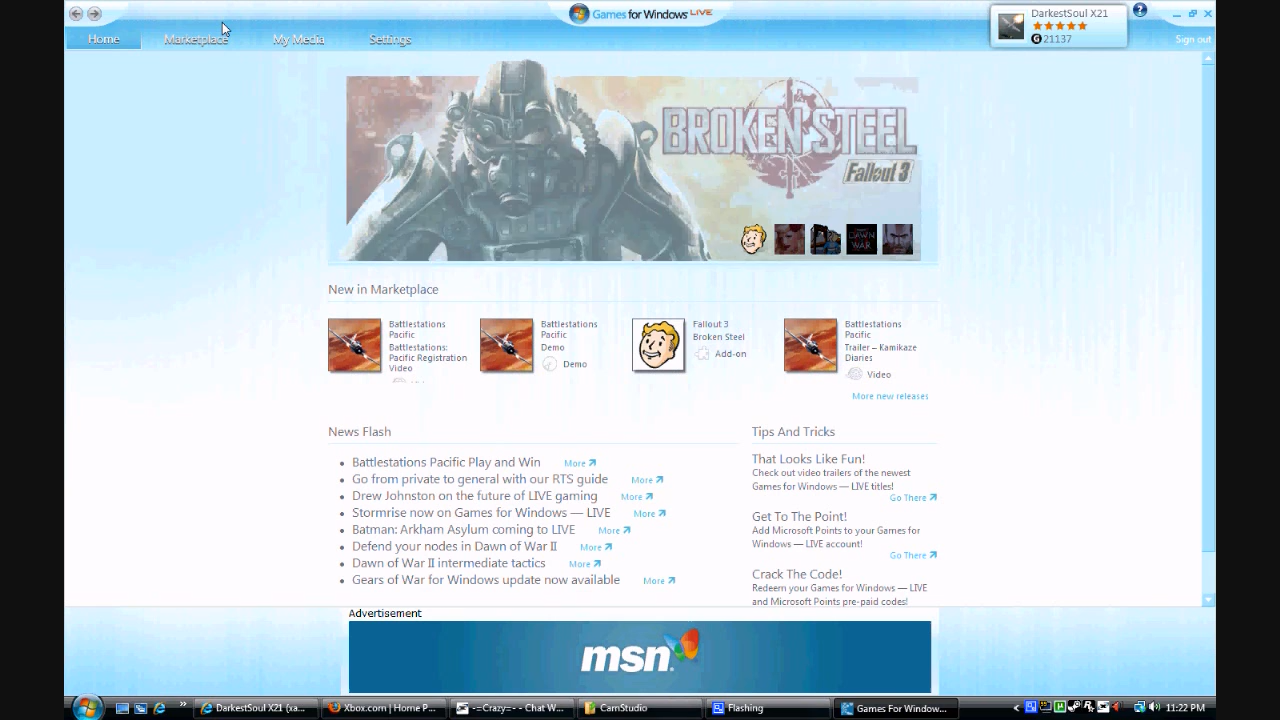 Games for Windows LIVE
DarkestSoul X21
G 21137
Home
Marketplace
My Media
Settings
Sign out
BROKEN STEEL
Fallout 3
DAWN
WAR
New in Marketplace
Battlestations
Pacific
Battlestations:
Pacific Registration
Video
Battlestations
Pacific
Demo
Demo
Fallout 3
Broken Steel
Add-on
Battlestations
Pacific
Trailer – Kamikaze
Diaries
Video
More new releases
News Flash
Battlestations Pacific Play and Win More
Go from private to general with our RTS guide More
Drew Johnston on the future of LIVE gaming More
Stormrise now on Games for Windows — LIVE More
Batman: Arkham Asylum coming to LIVE More
Defend your nodes in Dawn of War II More
Dawn of War II intermediate tactics More
Gears of War for Windows update now available More
Tips And Tricks
That Looks Like Fun!
Check out video trailers of the newest
Games for Windows — LIVE titles!
Go There
Get To The Point!
Add Microsoft Points to your Games for
Windows — LIVE account!
Go There
Crack The Code!
Redeem your Games for Windows — LIVE
and Microsoft Points pre-paid codes!
Advertisement
msn
DarkestSoul X21 (xa...
Xbox.com | Home P...
-=Crazy=- - Chat W...
CamStudio
Flashing
Games For Window...
11:22 PM